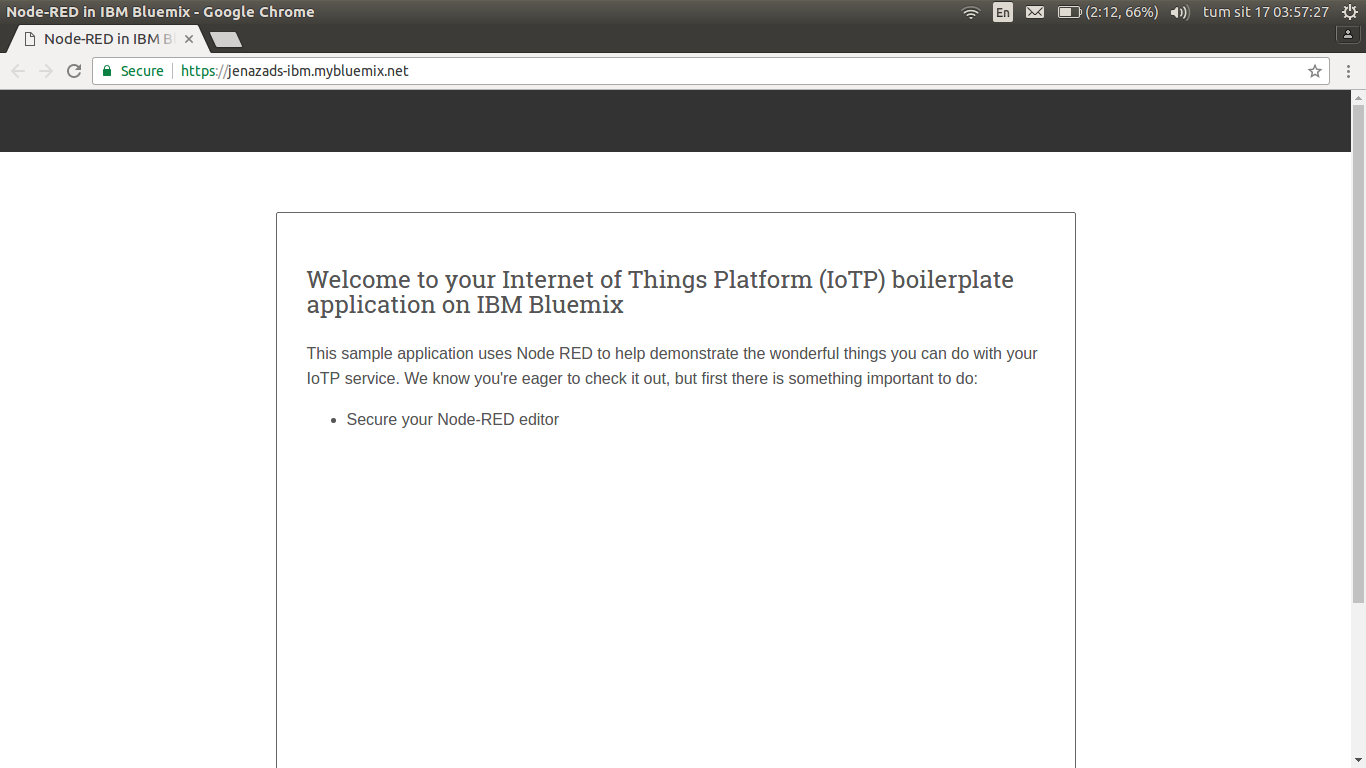 Node-RED in IBM Bluemix - Google Chrome
En
(2:12, 66%)
tum sit 17 03:57:27
Node-RED in IBM B
Secure
https://jenazads-ibm.mybluemix.net
Welcome to your Internet of Things Platform (IoTP) boilerplate
application on IBM Bluemix
This sample application uses Node RED to help demonstrate the wonderful things you can do with your
IoTP service. We know you're eager to check it out, but first there is something important to do:
• Secure your Node-RED editor